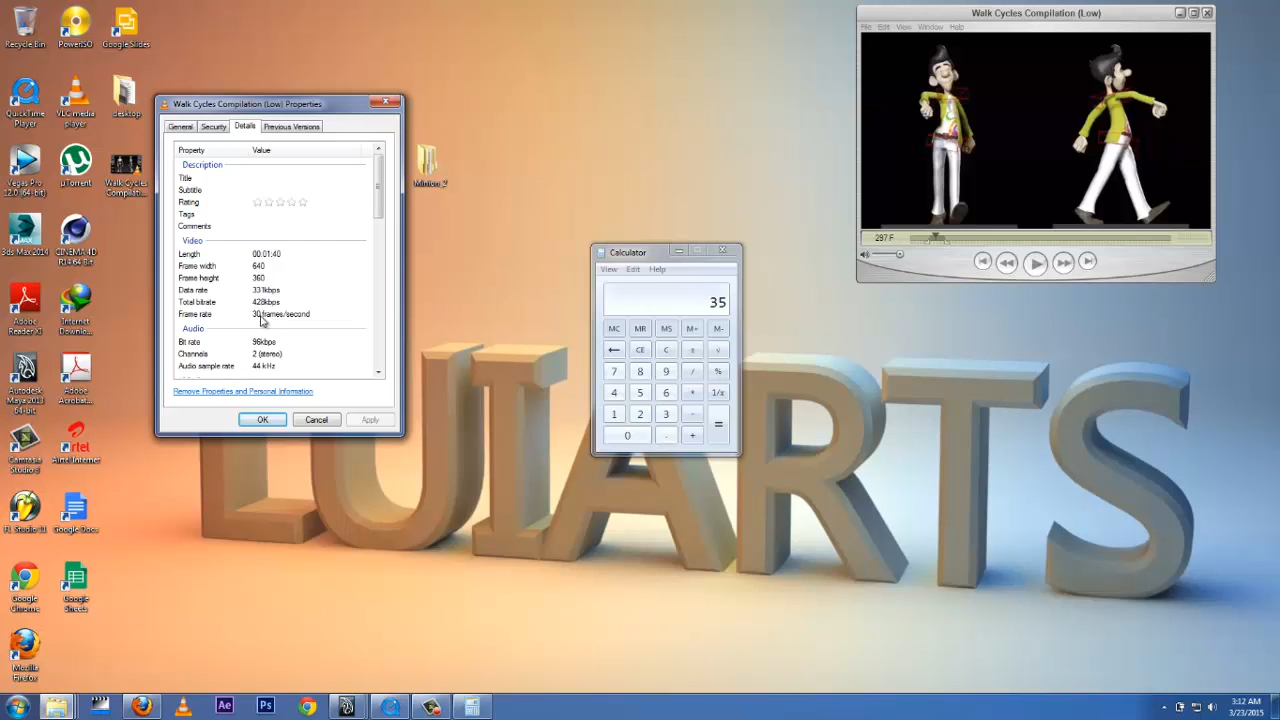 Recycle Bin
PowerISO
Google Slides
QuickTime Player
VLC media player
desktop
Vegas Pro 12.0 (64-bit)
µTorrent
Walk Cycles Compilati...
3ds Max 2014
CINEMA 4D R14 64 Bit
Adobe Reader XI
Internet Downlo...
Autodesk Maya 2013 64-bit
Adobe Acrobat...
Camtasia Studio 8
Airtel Internet
FL Studio 11
Google Docs
Google Chrome
Google Sheets
Mozilla Firefox
Minion_2
Walk Cycles Compilation (Low) Properties
General Security Details Previous Versions
Property Value
Description
Title
Subtitle
Rating
Tags
Comments
Video
Length 00:01:40
Frame width 640
Frame height 360
Data rate 331kbps
Total bitrate 428kbps
Frame rate 30 frames/second
Audio
Bit rate 96kbps
Channels 2 (stereo)
Audio sample rate 44 kHz
Remove Properties and Personal Information
OK Cancel Apply
Calculator
View Edit Help
35
MC MR MS M+ M-
← CE C ± √
7 8 9 / %
4 5 6 * 1/x
1 2 3 - =
0 . +
Walk Cycles Compilation (Low)
File Edit View Window Help
297 F
LUIARTS
Ae
Ps
3:12 AM
3/23/2015